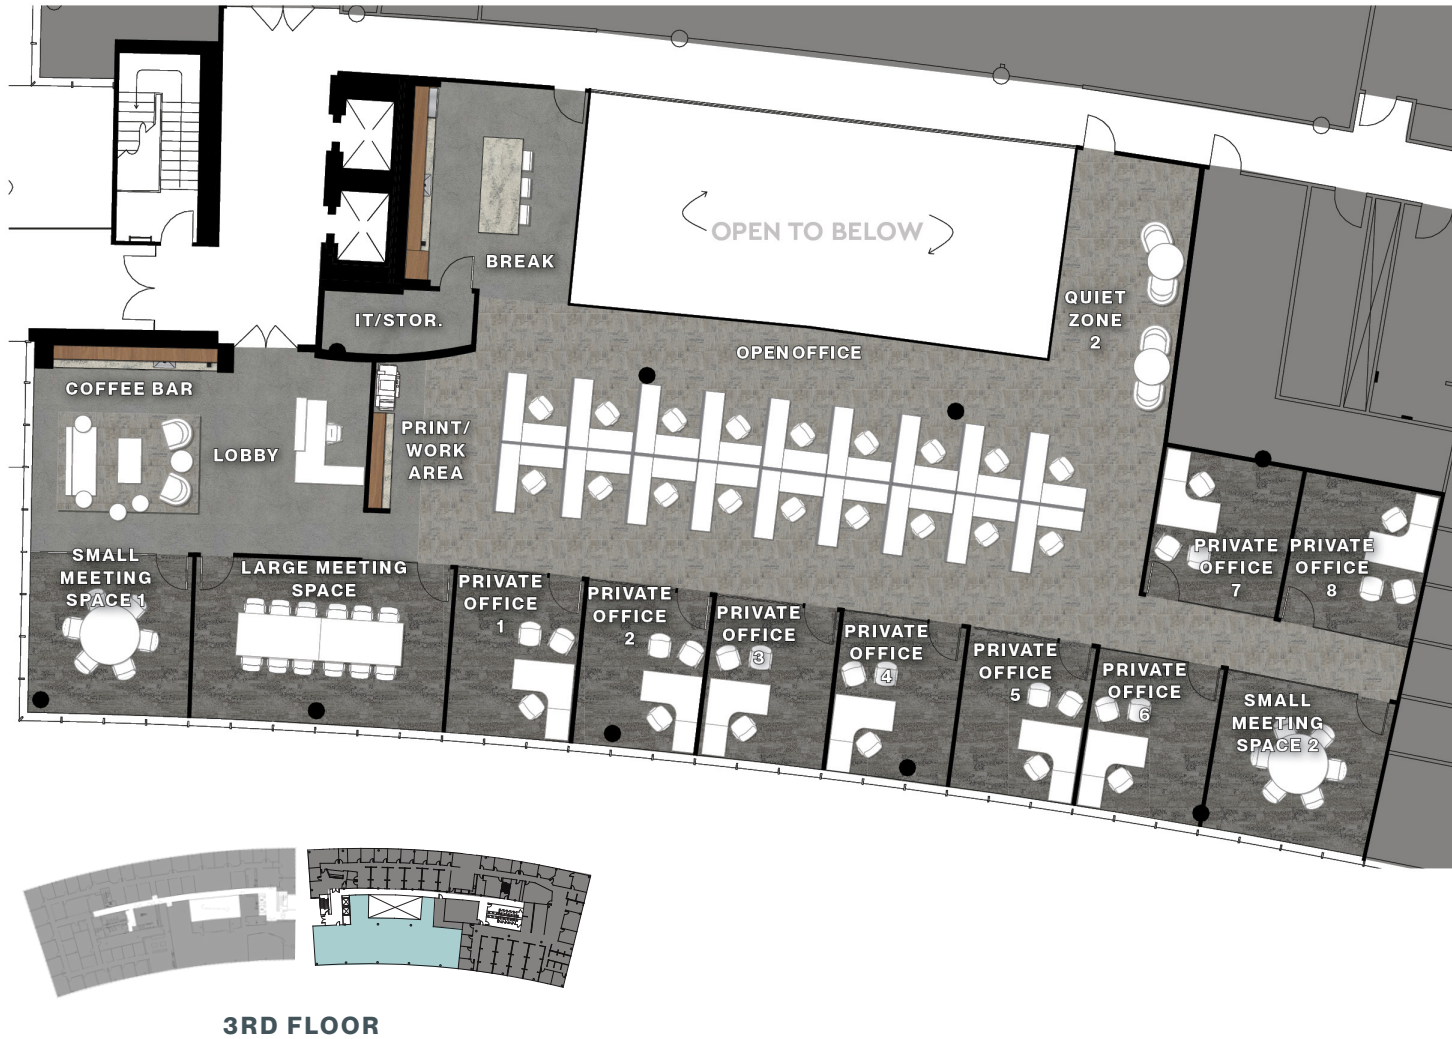 OPEN TO BELOW
BREAK
QUIET
ZONE
2
IT/STOR.
OPEN OFFICE
COFFEE BAR
LOBBY
PRINT/
WORK
AREA
SMALL
MEETING
SPACE 1
LARGE MEETING
SPACE
PRIVATE
OFFICE
1
PRIVATE
OFFICE
2
PRIVATE
OFFICE
3
PRIVATE
OFFICE
4
PRIVATE
OFFICE
5
PRIVATE
OFFICE
6
PRIVATE
OFFICE
7
PRIVATE
OFFICE
8
SMALL
MEETING
SPACE 2
3RD FLOOR